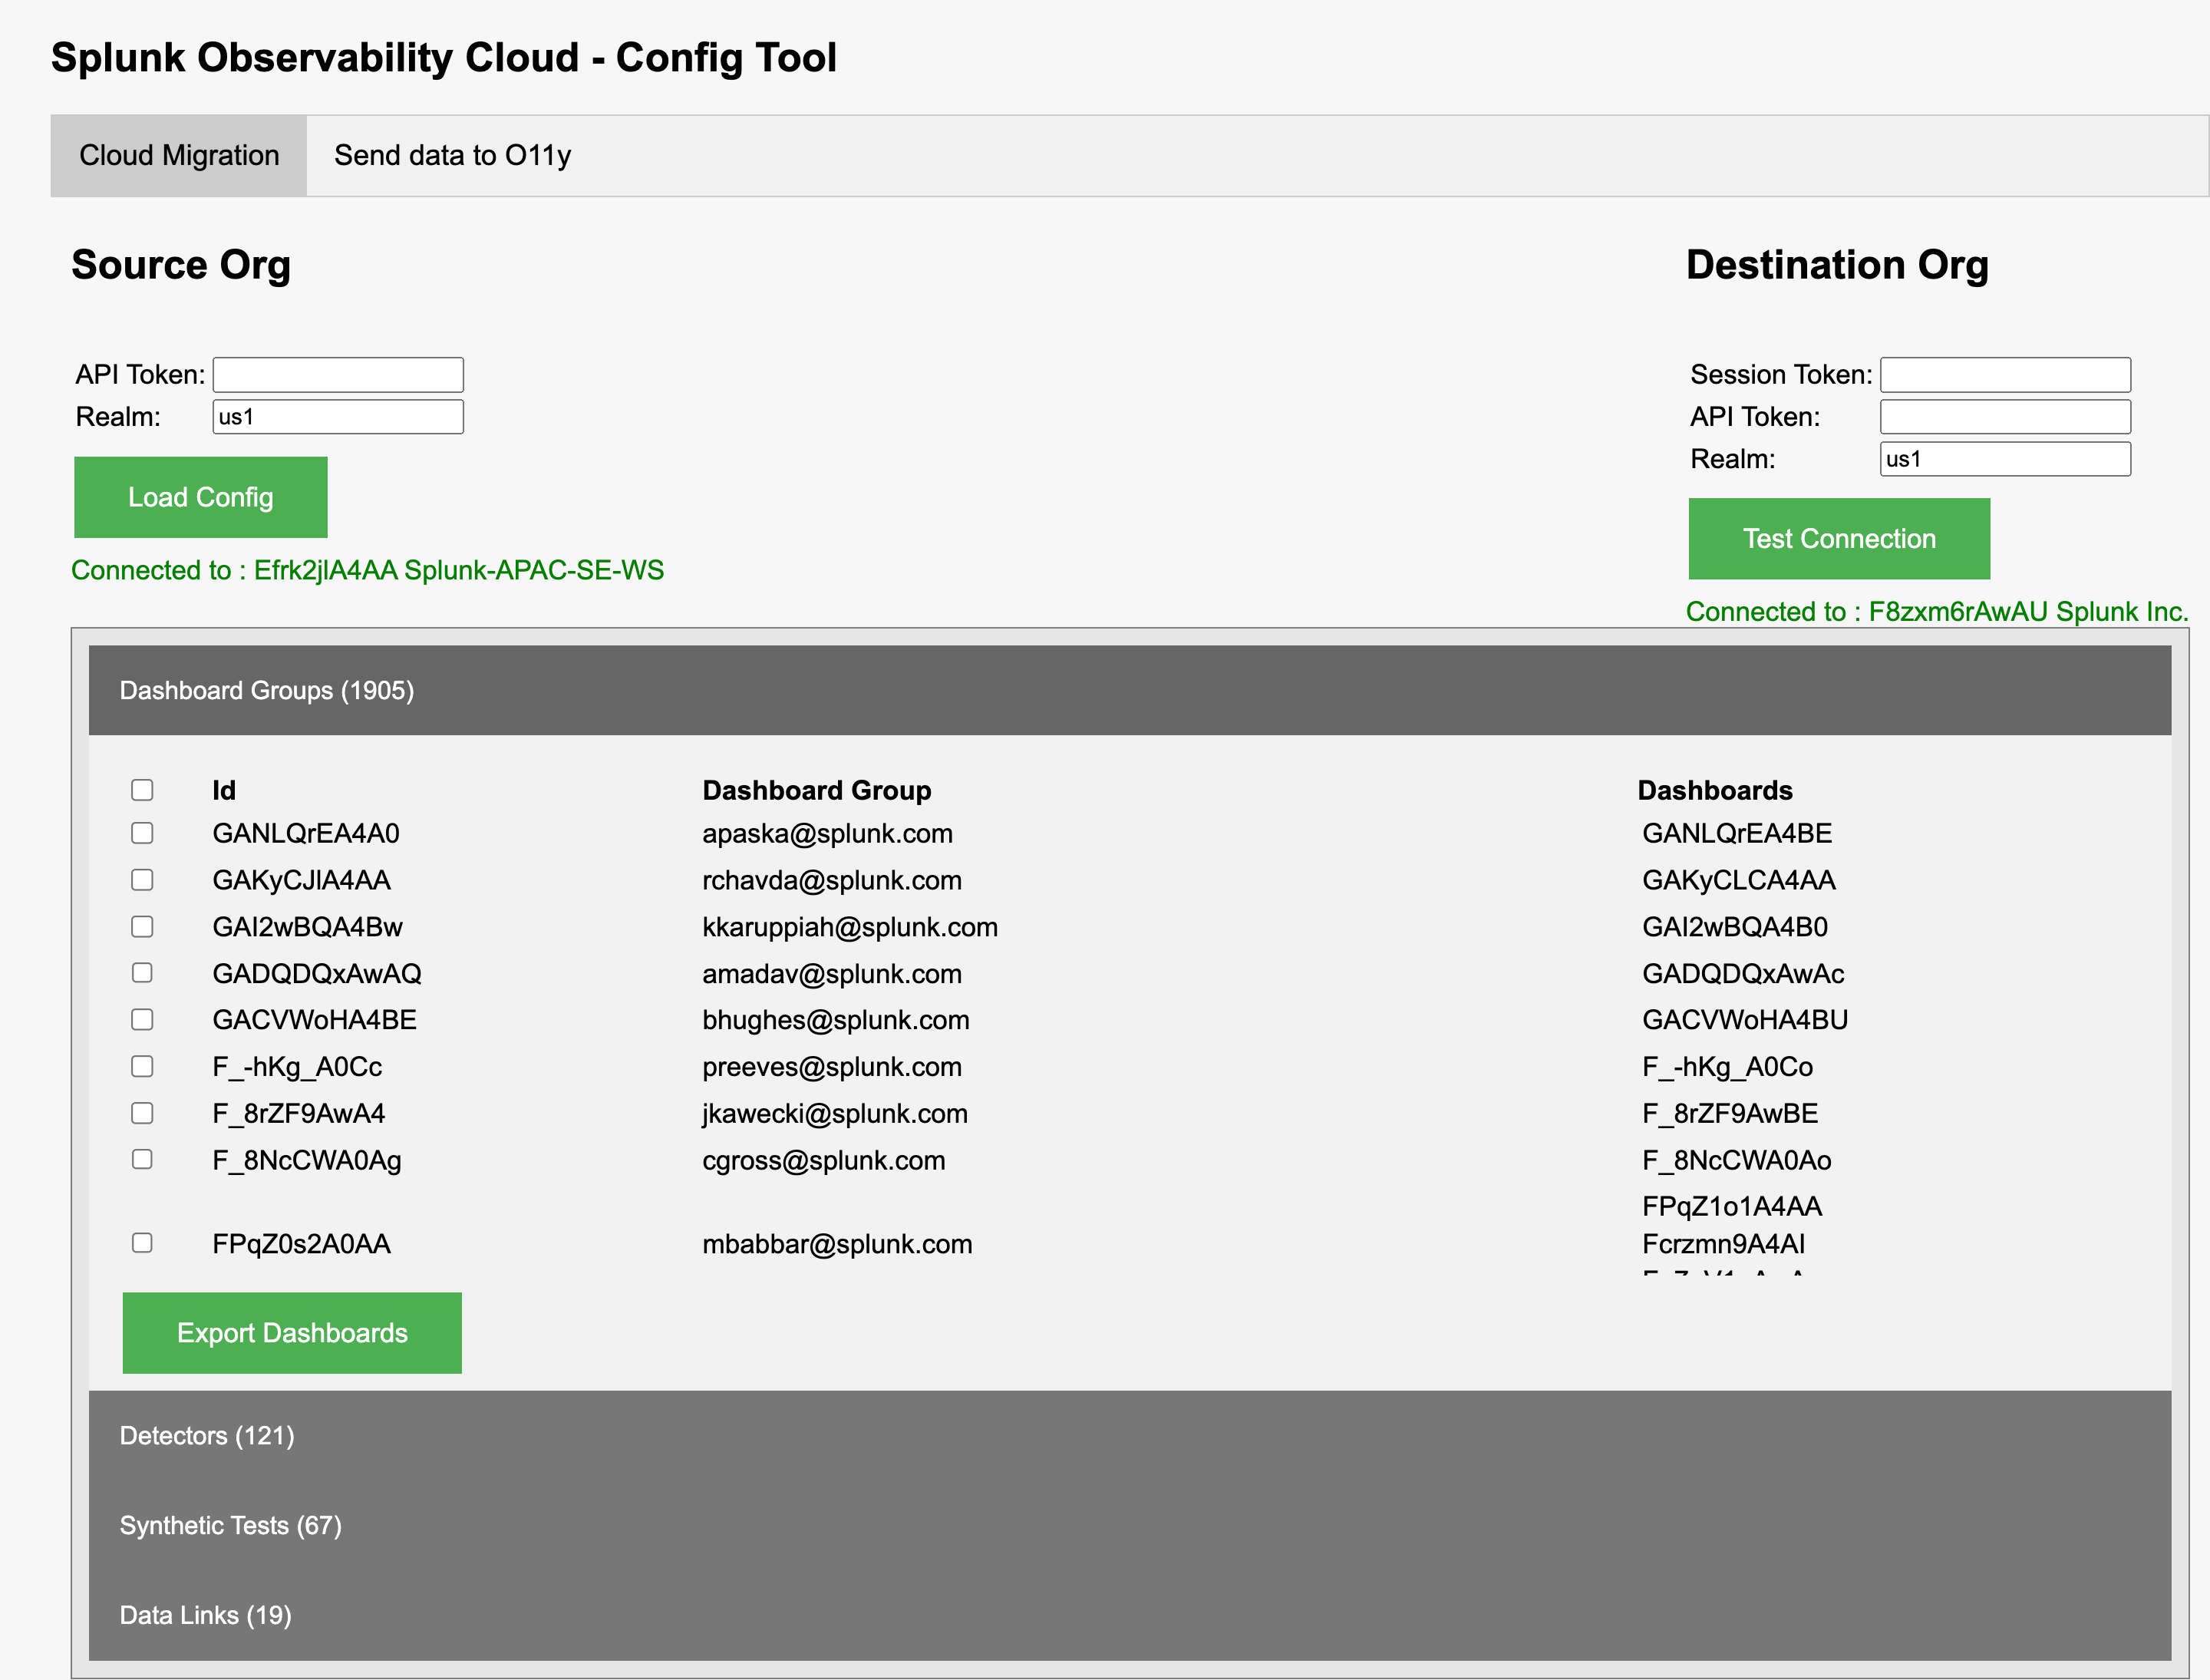 Splunk Observability Cloud - Config Tool
Cloud Migration Send data to O11y
Source Org
Destination Org
API Token:
Realm: us1
Load Config
Connected to : Efrk2jlA4AA Splunk-APAC-SE-WS
Session Token:
API Token:
Realm: us1
Test Connection
Connected to : F8zxm6rAwAU Splunk Inc.
Dashboard Groups (1905)
Id Dashboard Group Dashboards
GANLQrEA4A0 apaska@splunk.com GANLQrEA4BE
GAKyCJlA4AA rchavda@splunk.com GAKyCLCA4AA
GAI2wBQA4Bw kkaruppiah@splunk.com GAI2wBQA4B0
GADQDQxAwAQ amadav@splunk.com GADQDQxAwAc
GACVWoHA4BE bhughes@splunk.com GACVWoHA4BU
F_-hKg_A0Cc preeves@splunk.com F_-hKg_A0Co
F_8rZF9AwA4 jkawecki@splunk.com F_8rZF9AwBE
F_8NcCWA0Ag cgross@splunk.com F_8NcCWA0Ao
FPqZ1o1A4AA
FPqZ0s2A0AA mbabbar@splunk.com Fcrzmn9A4AI
Export Dashboards
Detectors (121)
Synthetic Tests (67)
Data Links (19)